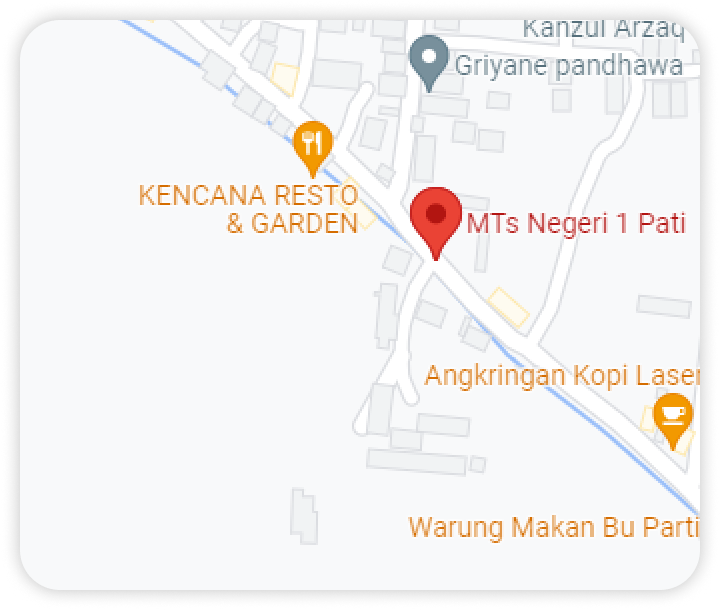 Kanzul Arzaq
Griyane pandhawa
KENCANA RESTO
& GARDEN
MTs Negeri 1 Pati
Angkringan Kopi Laser
Warung Makan Bu Parti